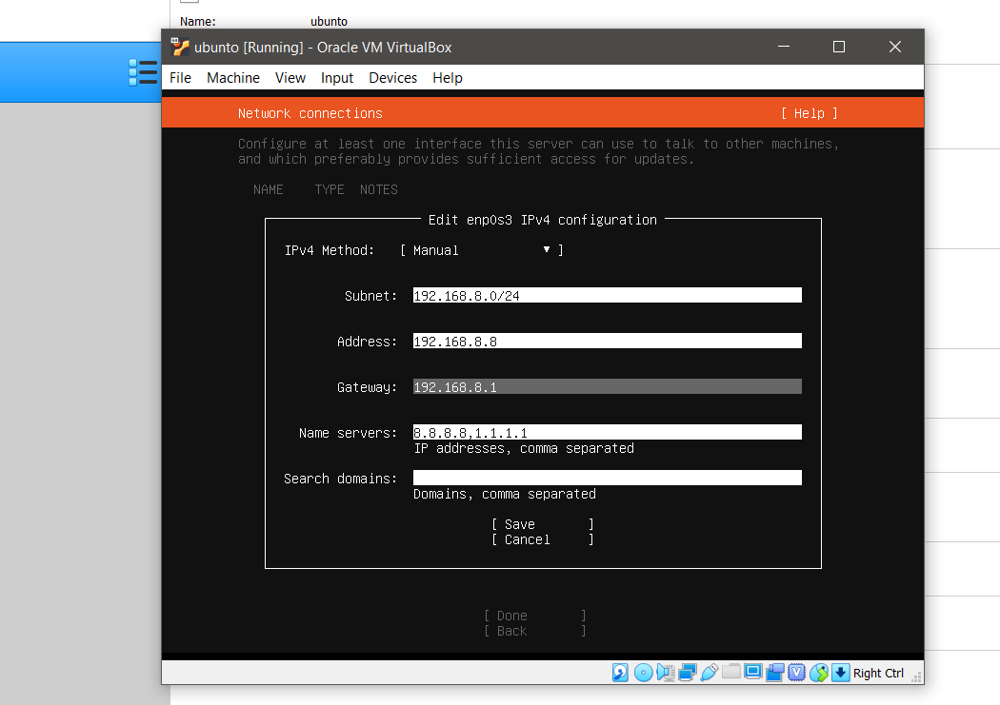 Name: ubunto
ubunto [Running] - Oracle VM VirtualBox
File Machine View Input Devices Help
Network connections [ Help ]
Configure at least one interface this server can use to talk to other machines,
and which preferably provides sufficient access for updates.
NAME TYPE NOTES
Edit enp0s3 IPv4 configuration
IPv4 Method: [ Manual ▾ ]
Subnet: 192.168.8.0/24
Address: 192.168.8.8
Gateway: 192.168.8.1
Name servers: 8.8.8.8,1.1.1.1
IP addresses, comma separated
Search domains:
Domains, comma separated
[ Save ]
[ Cancel ]
[ Done ]
[ Back ]
Right Ctrl